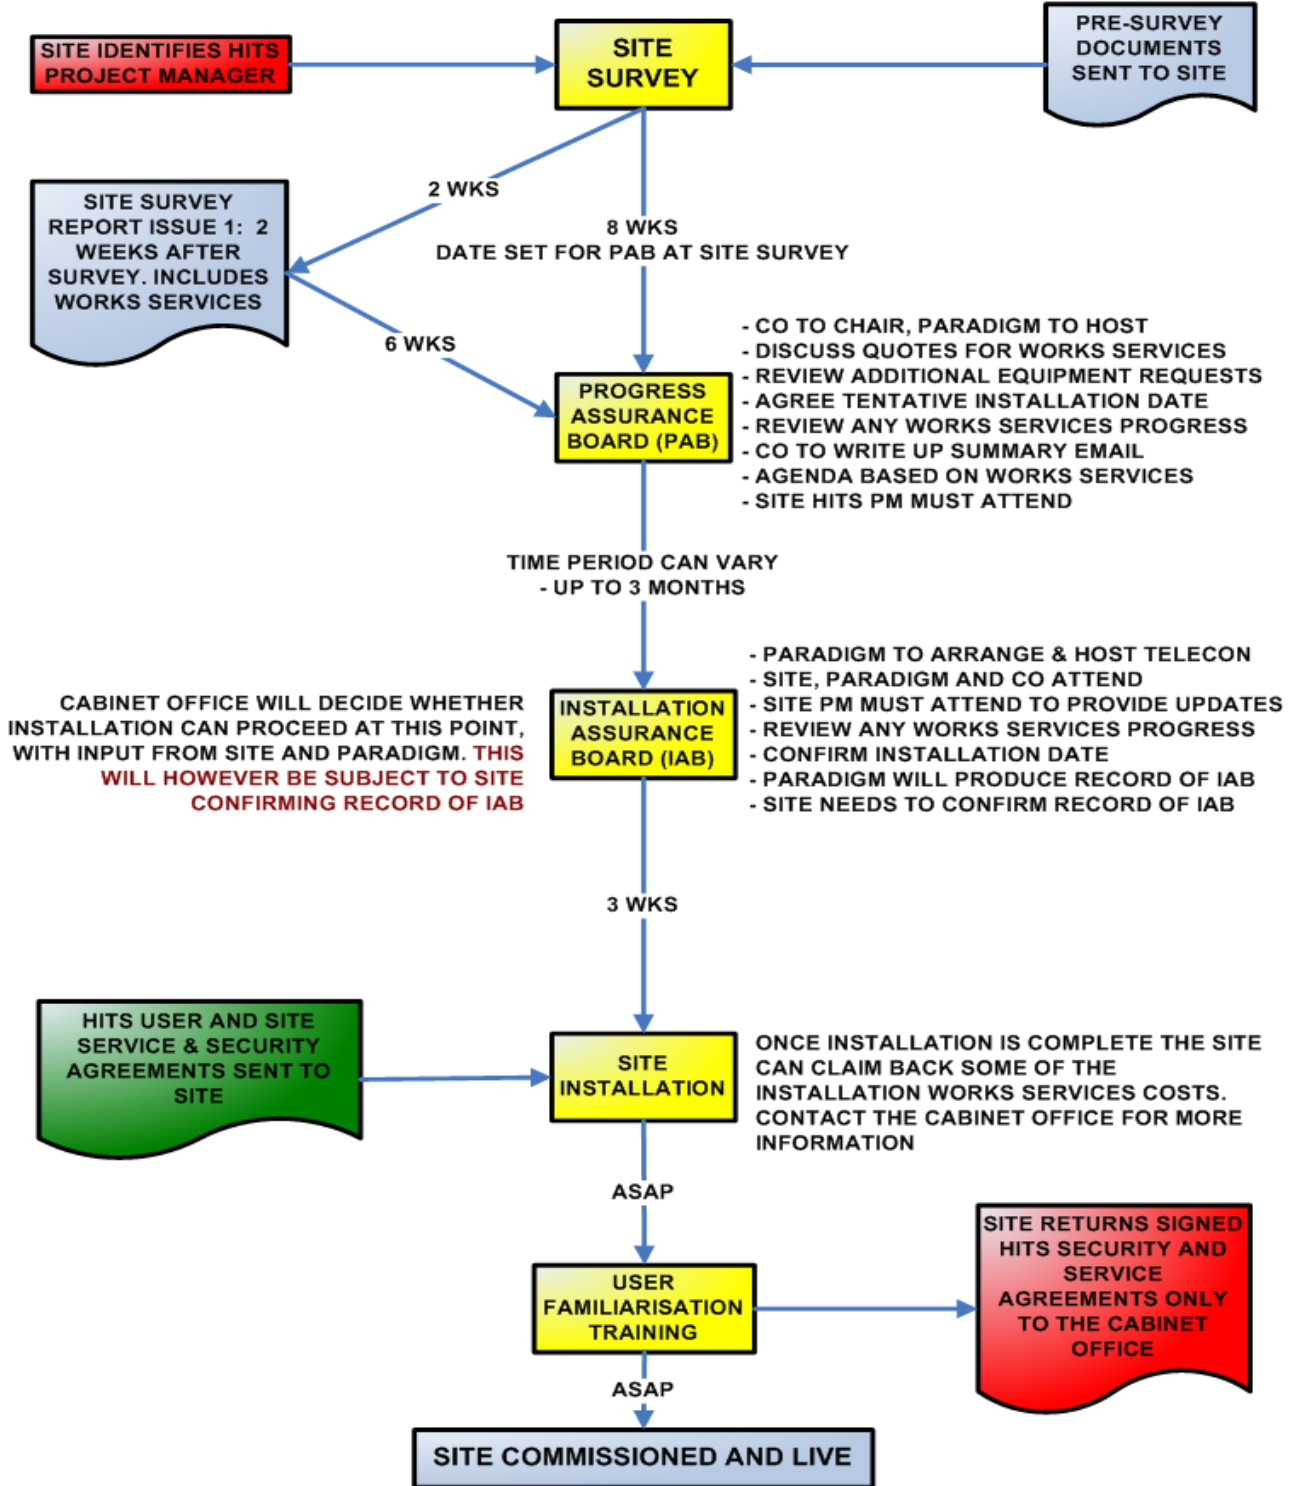 SITE IDENTIFIES HITS
PROJECT MANAGER
SITE
SURVEY
PRE-SURVEY
DOCUMENTS
SENT TO SITE
2 WKS
SITE SURVEY
REPORT ISSUE 1: 2
WEEKS AFTER
SURVEY. INCLUDES
WORKS SERVICES
8 WKS
DATE SET FOR PAB AT SITE SURVEY
6 WKS
PROGRESS
ASSURANCE
BOARD (PAB)
- CO TO CHAIR, PARADIGM TO HOST
- DISCUSS QUOTES FOR WORKS SERVICES
- REVIEW ADDITIONAL EQUIPMENT REQUESTS
- AGREE TENTATIVE INSTALLATION DATE
- REVIEW ANY WORKS SERVICES PROGRESS
- CO TO WRITE UP SUMMARY EMAIL
- AGENDA BASED ON WORKS SERVICES
- SITE HITS PM MUST ATTEND
TIME PERIOD CAN VARY
- UP TO 3 MONTHS
CABINET OFFICE WILL DECIDE WHETHER
INSTALLATION CAN PROCEED AT THIS POINT,
WITH INPUT FROM SITE AND PARADIGM. THIS
WILL HOWEVER BE SUBJECT TO SITE
CONFIRMING RECORD OF IAB
INSTALLATION
ASSURANCE
BOARD (IAB)
- PARADIGM TO ARRANGE & HOST TELECON
- SITE, PARADIGM AND CO ATTEND
- SITE PM MUST ATTEND TO PROVIDE UPDATES
- REVIEW ANY WORKS SERVICES PROGRESS
- CONFIRM INSTALLATION DATE
- PARADIGM WILL PRODUCE RECORD OF IAB
- SITE NEEDS TO CONFIRM RECORD OF IAB
3 WKS
HITS USER AND SITE
SERVICE & SECURITY
AGREEMENTS SENT TO
SITE
SITE
INSTALLATION
ONCE INSTALLATION IS COMPLETE THE SITE
CAN CLAIM BACK SOME OF THE
INSTALLATION WORKS SERVICES COSTS.
CONTACT THE CABINET OFFICE FOR MORE
INFORMATION
ASAP
USER
FAMILIARISATION
TRAINING
SITE RETURNS SIGNED
HITS SECURITY AND
SERVICE
AGREEMENTS ONLY
TO THE CABINET
OFFICE
ASAP
SITE COMMISSIONED AND LIVE